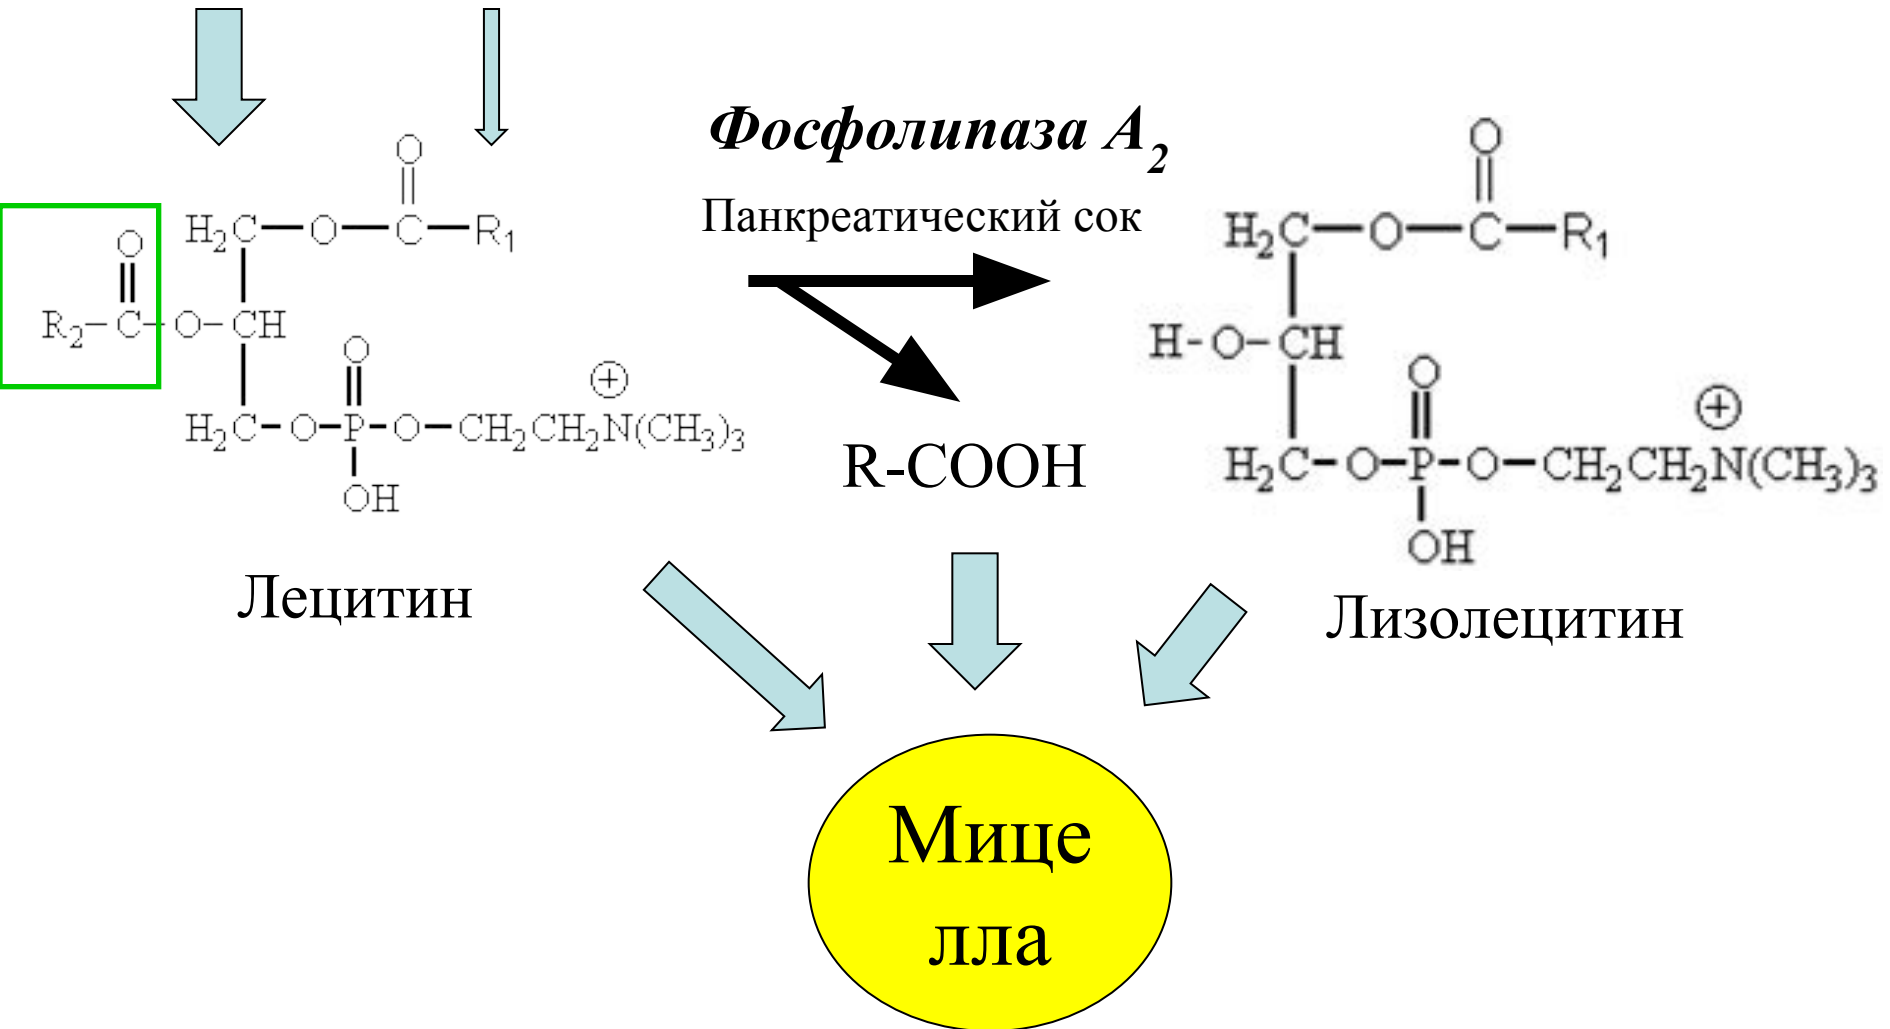 Фосфолипаза А₂
Панкреатический сок
O
H₂C—O—C—R₁
O
R₂—C—O—CH
O
⊕
H₂C—O—P—O—CH₂CH₂N(CH₃)₃
OH
Лецитин
R-COOH
O
H₂C—O—C—R₁
H-O—CH
O
⊕
H₂C—O—P—O—CH₂CH₂N(CH₃)₃
OH
Лизолецитин
Мице
лла